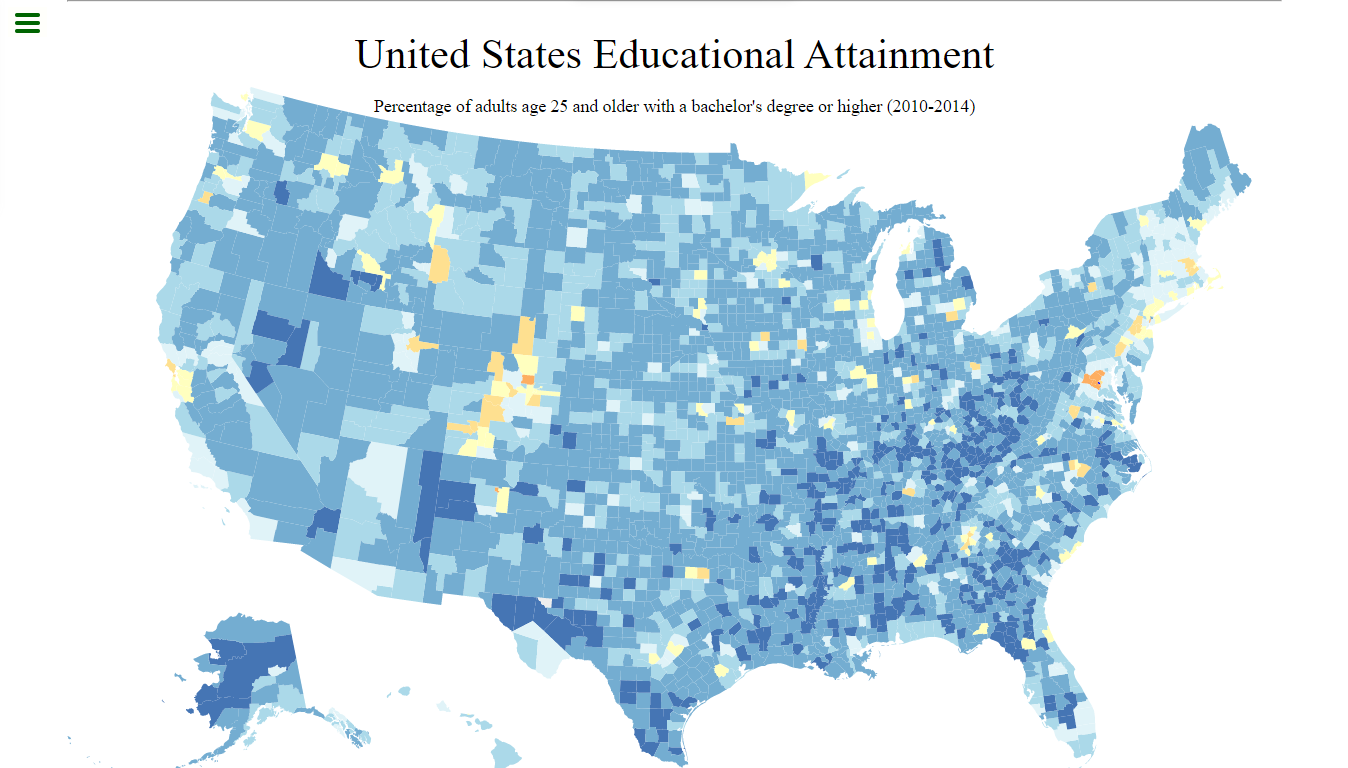 United States Educational Attainment
Percentage of adults age 25 and older with a bachelor's degree or higher (2010-2014)